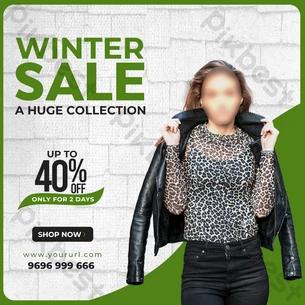 WINTER
SALE
A HUGE COLLECTION
UP TO
40% OFF
ONLY FOR 2 DAYS
SHOP NOW
www.yoururl.com
9696 999 666
pikbest